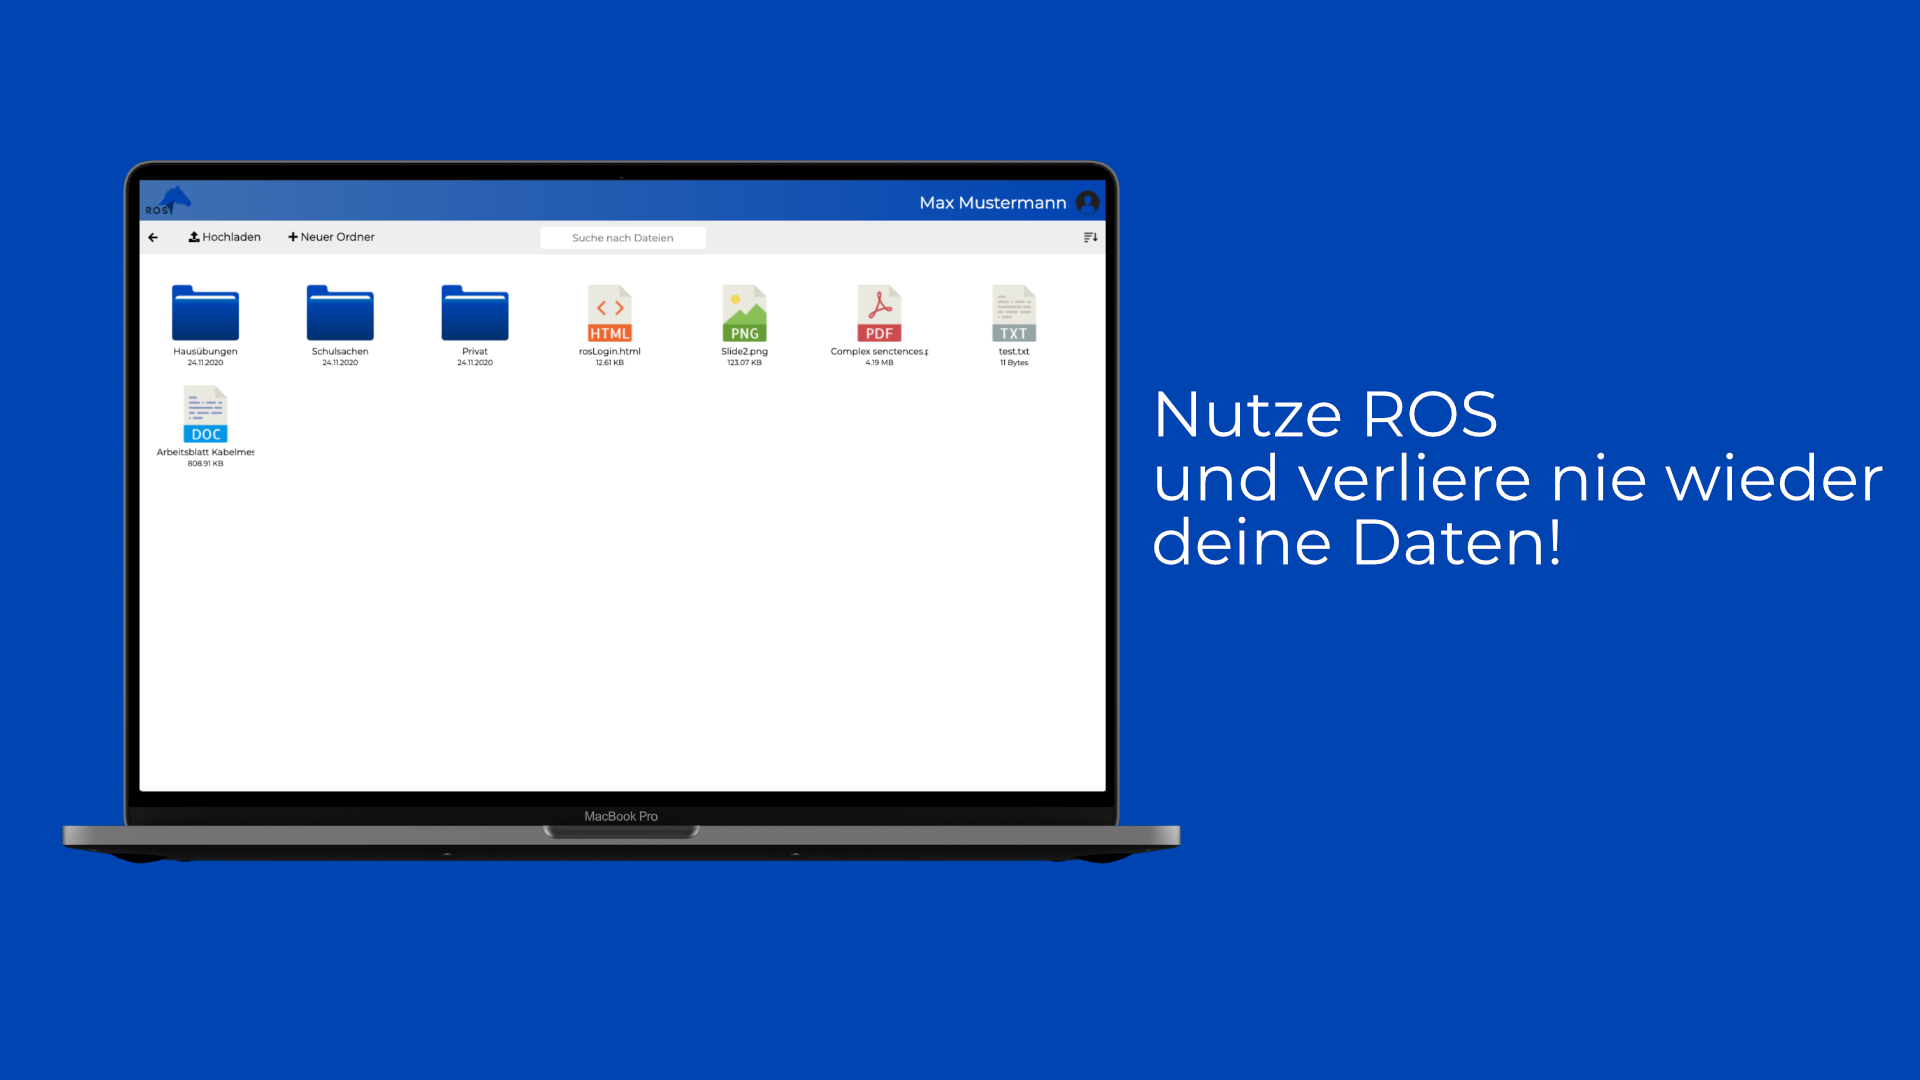 ROS
Max Mustermann
Hochladen
Neuer Ordner
Suche nach Dateien
HTML
PNG
PDF
TXT
Hausübungen
Schulsachen
Privat
rosLogin.html
Slide2.png
Complex senctences.p
test.txt
24.11.2020
24.11.2020
24.11.2020
12.61 KB
123.07 KB
4.19 MB
11 Bytes
DOC
Arbeitsblatt Kabelmes
808.91 KB
MacBook Pro
Nutze ROS
und verliere nie wieder
deine Daten!